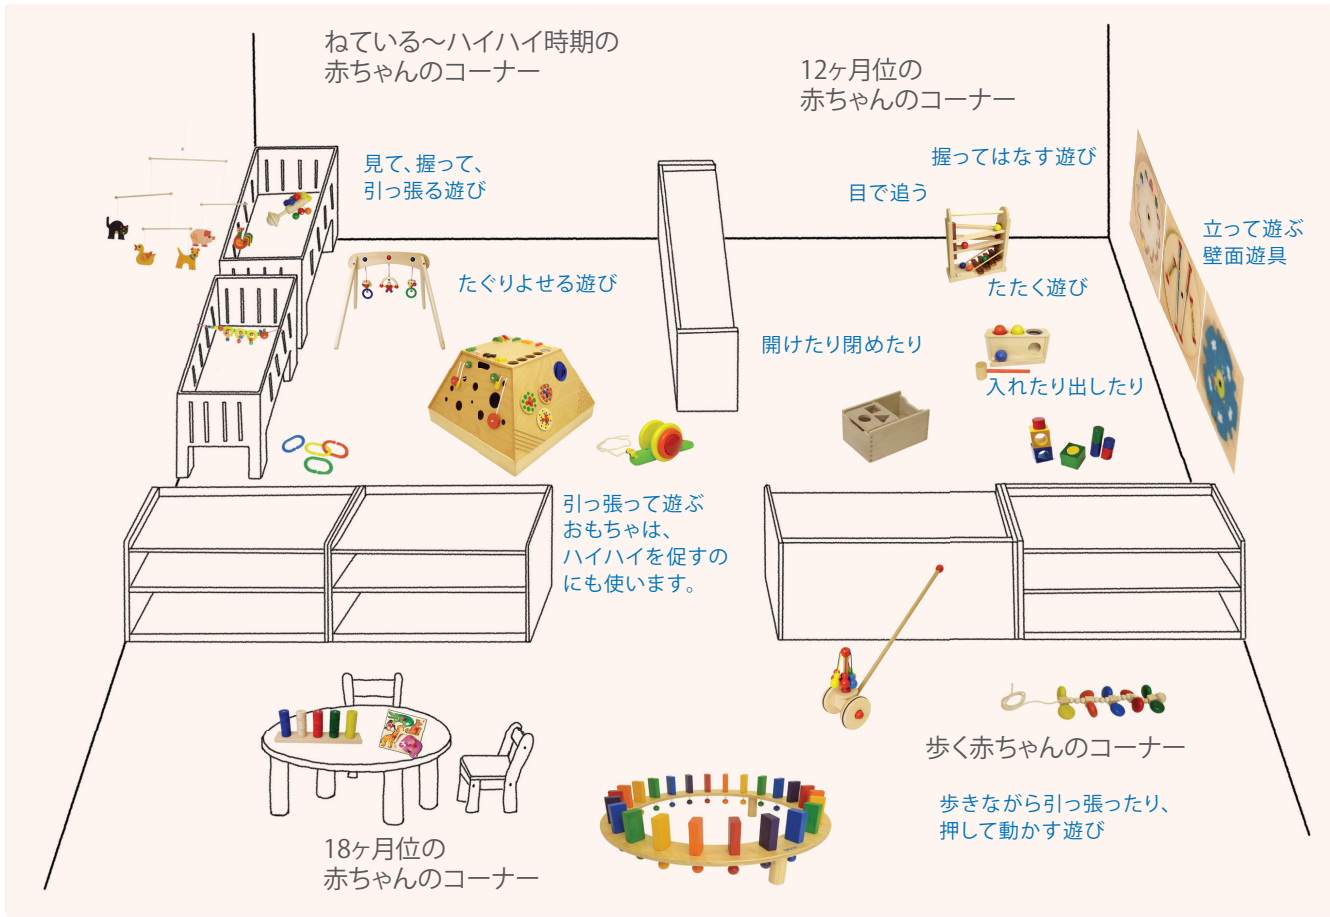 ねている〜ハイハイ時期の
赤ちゃんのコーナー
12ヶ月位の
赤ちゃんのコーナー
見て、握って、
引っ張る遊び
握ってはなす遊び
目で追う
立って遊ぶ
壁面遊具
たぐりよせる遊び
たたく遊び
開けたり閉めたり
入れたり出したり
引っ張って遊ぶ
おもちゃは、
ハイハイを促すの
にも使います。
歩く赤ちゃんのコーナー
歩きながら引っ張ったり、
押して動かす遊び
18ヶ月位の
赤ちゃんのコーナー